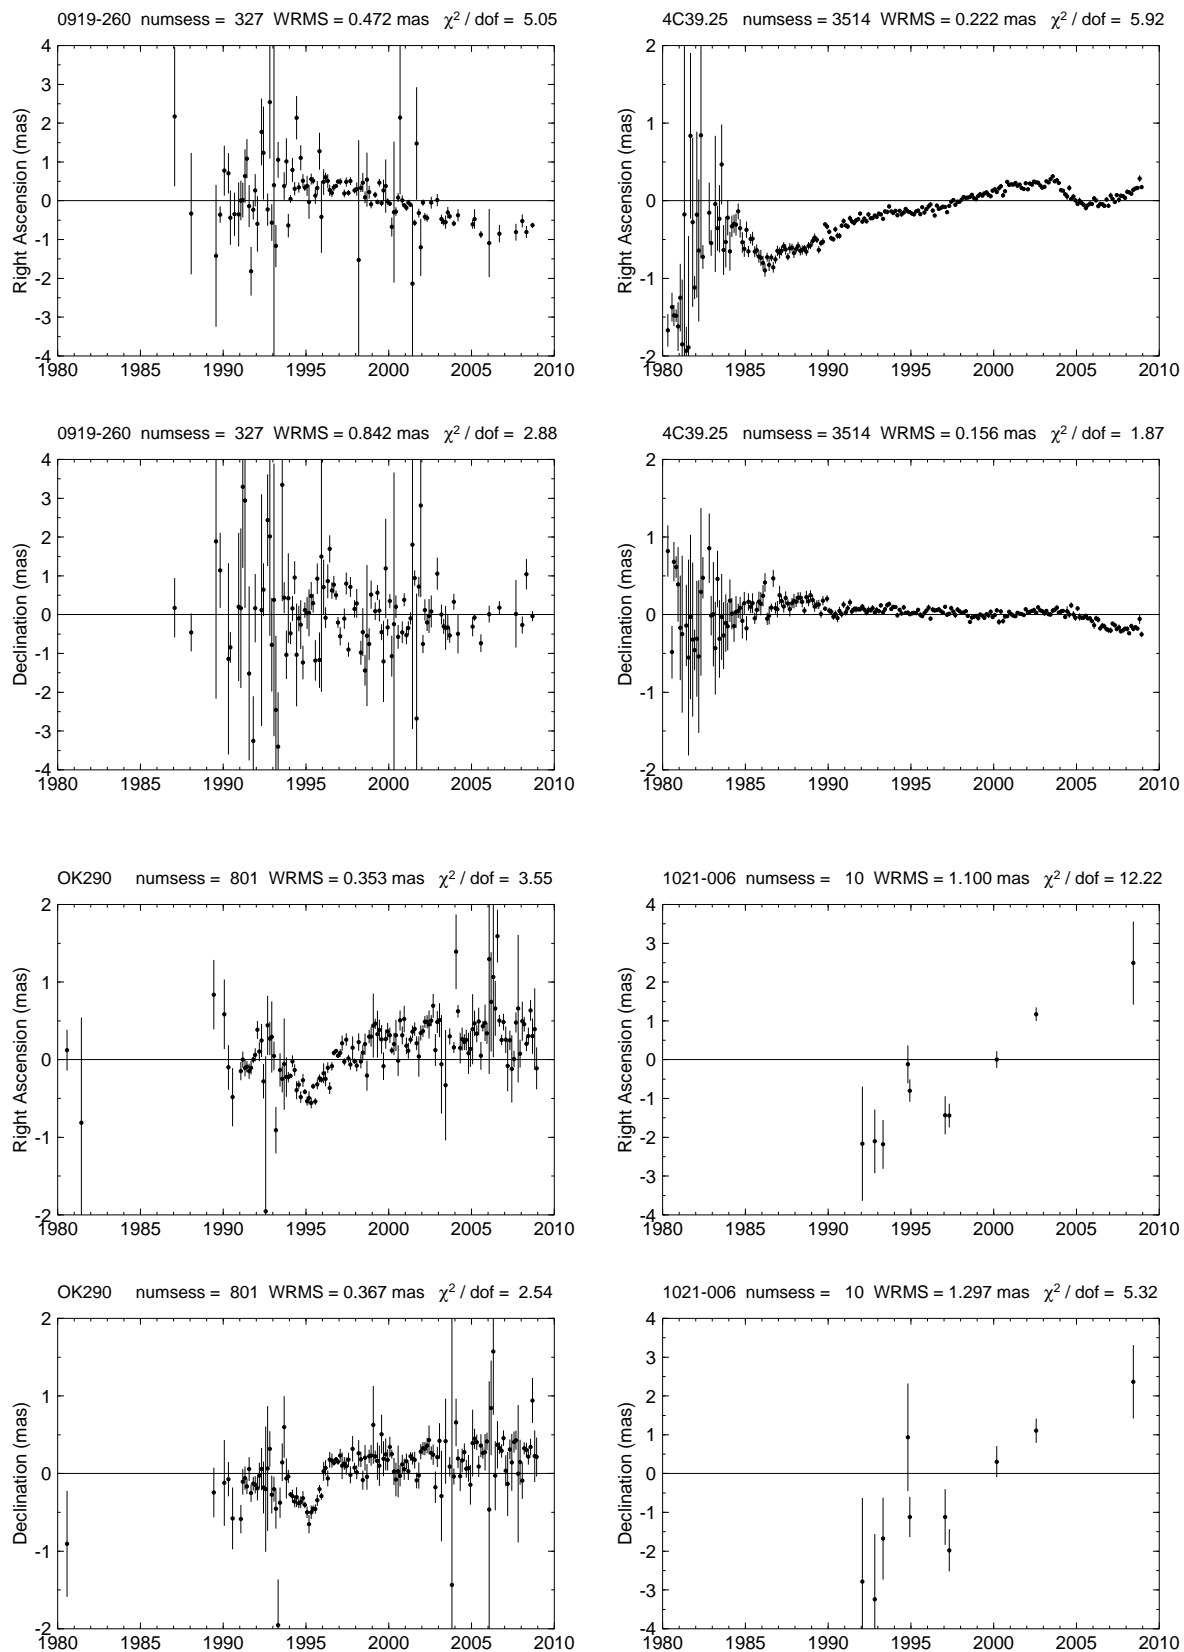 0919-260 numsess = 327 WRMS = 0.472 mas χ² / dof = 5.05
4
3
2
1
0
-1
-2
-3
-4
Right Ascension (mas)
1980 1985 1990 1995 2000 2005 2010
4C39.25 numsess = 3514 WRMS = 0.222 mas χ² / dof = 5.92
2
1
0
-1
-2
Right Ascension (mas)
1980 1985 1990 1995 2000 2005 2010
0919-260 numsess = 327 WRMS = 0.842 mas χ² / dof = 2.88
4
3
2
1
0
-1
-2
-3
-4
Declination (mas)
1980 1985 1990 1995 2000 2005 2010
4C39.25 numsess = 3514 WRMS = 0.156 mas χ² / dof = 1.87
2
1
0
-1
-2
Declination (mas)
1980 1985 1990 1995 2000 2005 2010
OK290 numsess = 801 WRMS = 0.353 mas χ² / dof = 3.55
2
1
0
-1
-2
Right Ascension (mas)
1980 1985 1990 1995 2000 2005 2010
1021-006 numsess = 10 WRMS = 1.100 mas χ² / dof = 12.22
4
3
2
1
0
-1
-2
-3
-4
Right Ascension (mas)
1980 1985 1990 1995 2000 2005 2010
OK290 numsess = 801 WRMS = 0.367 mas χ² / dof = 2.54
2
1
0
-1
-2
Declination (mas)
1980 1985 1990 1995 2000 2005 2010
1021-006 numsess = 10 WRMS = 1.297 mas χ² / dof = 5.32
4
3
2
1
0
-1
-2
-3
-4
Declination (mas)
1980 1985 1990 1995 2000 2005 2010